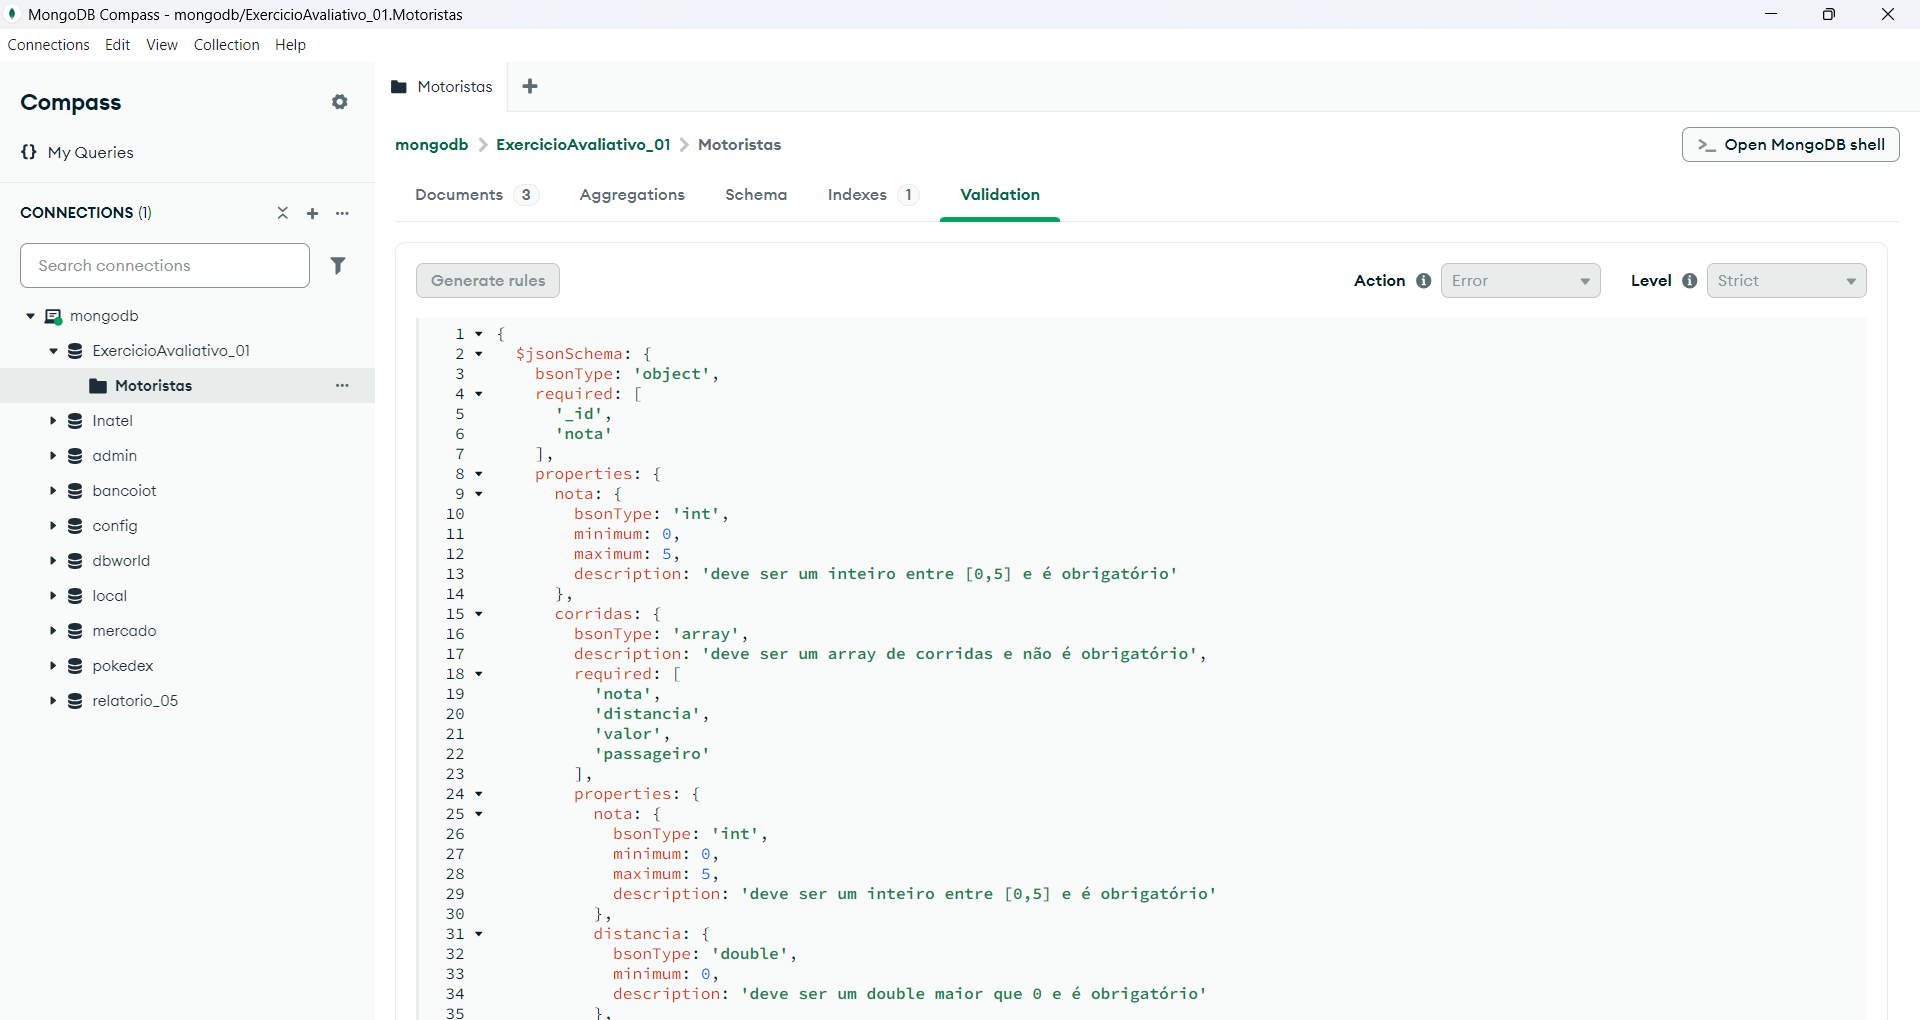 MongoDB Compass - mongodb/ExercicioAvaliativo_01.Motoristas
Connections Edit View Collection Help
Compass
My Queries
CONNECTIONS (1)
Search connections
mongodb
ExercicioAvaliativo_01
Motoristas
Inatel
admin
bancoiot
config
dbworld
local
mercado
pokedex
relatorio_05
Motoristas
mongodb > ExercicioAvaliativo_01 > Motoristas
>_ Open MongoDB shell
Documents 3 Aggregations Schema Indexes 1 Validation
Generate rules
Action Error Level Strict
1 {
2 $jsonSchema: {
3 bsonType: 'object',
4 required: [
5 '_id',
6 'nota'
7 ],
8 properties: {
9 nota: {
10 bsonType: 'int',
11 minimum: 0,
12 maximum: 5,
13 description: 'deve ser um inteiro entre [0,5] e é obrigatório'
14 },
15 corridas: {
16 bsonType: 'array',
17 description: 'deve ser um array de corridas e não é obrigatório',
18 required: [
19 'nota',
20 'distancia',
21 'valor',
22 'passageiro'
23 ],
24 properties: {
25 nota: {
26 bsonType: 'int',
27 minimum: 0,
28 maximum: 5,
29 description: 'deve ser um inteiro entre [0,5] e é obrigatório'
30 },
31 distancia: {
32 bsonType: 'double',
33 minimum: 0,
34 description: 'deve ser um double maior que 0 e é obrigatório'
35 },